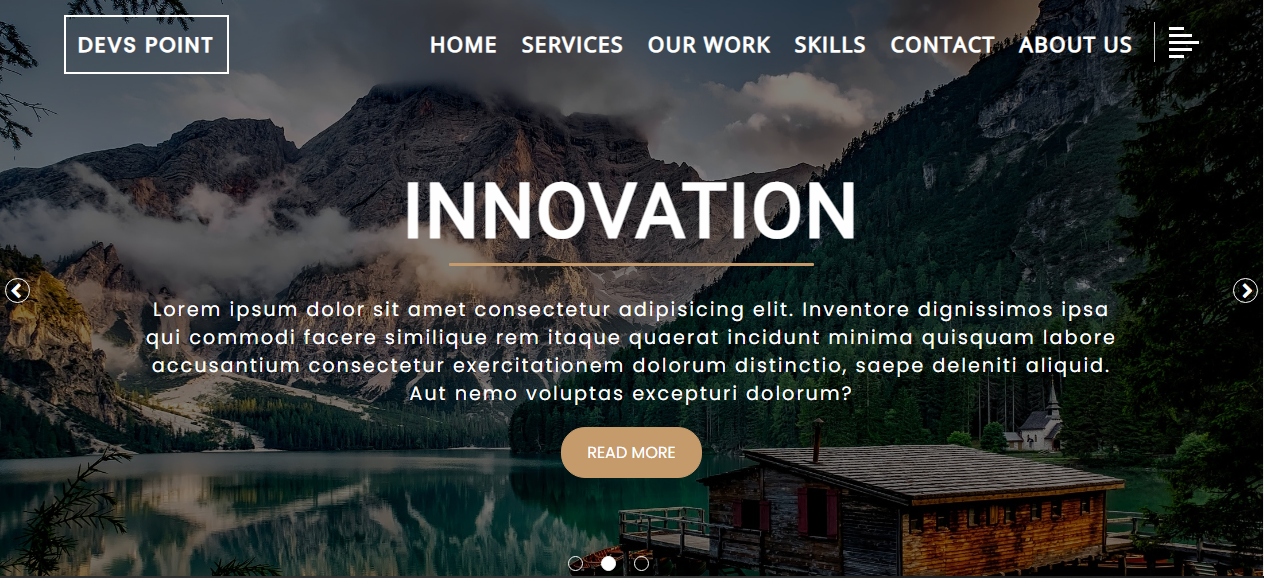 DEVS POINT
HOME SERVICES OUR WORK SKILLS CONTACT ABOUT US
INNOVATION
Lorem ipsum dolor sit amet consectetur adipisicing elit. Inventore dignissimos ipsa
qui commodi facere similique rem itaque quaerat incidunt minima quisquam labore
accusantium consectetur exercitationem dolorum distinctio, saepe deleniti aliquid.
Aut nemo voluptas excepturi dolorum?
READ MORE